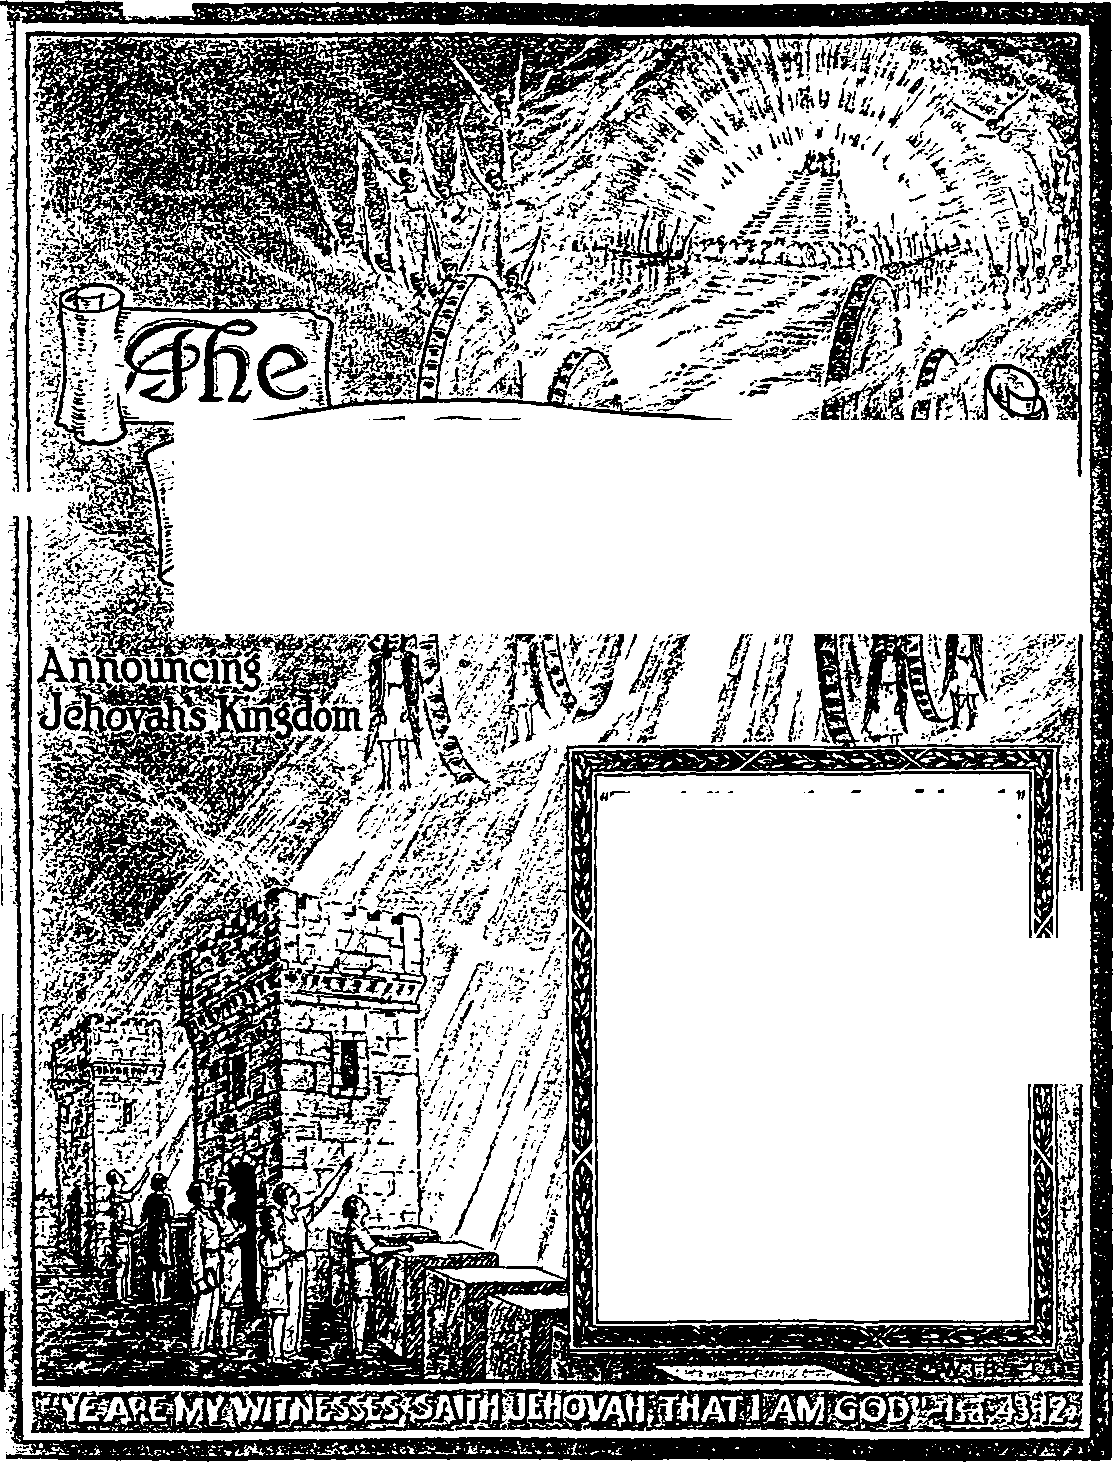 The
Announcing
Jehovah's Kingdom
"YE ARE MY WITNESSES, SAITH JEHOVAH, THAT I AM GOD."-Isa. 43:12.